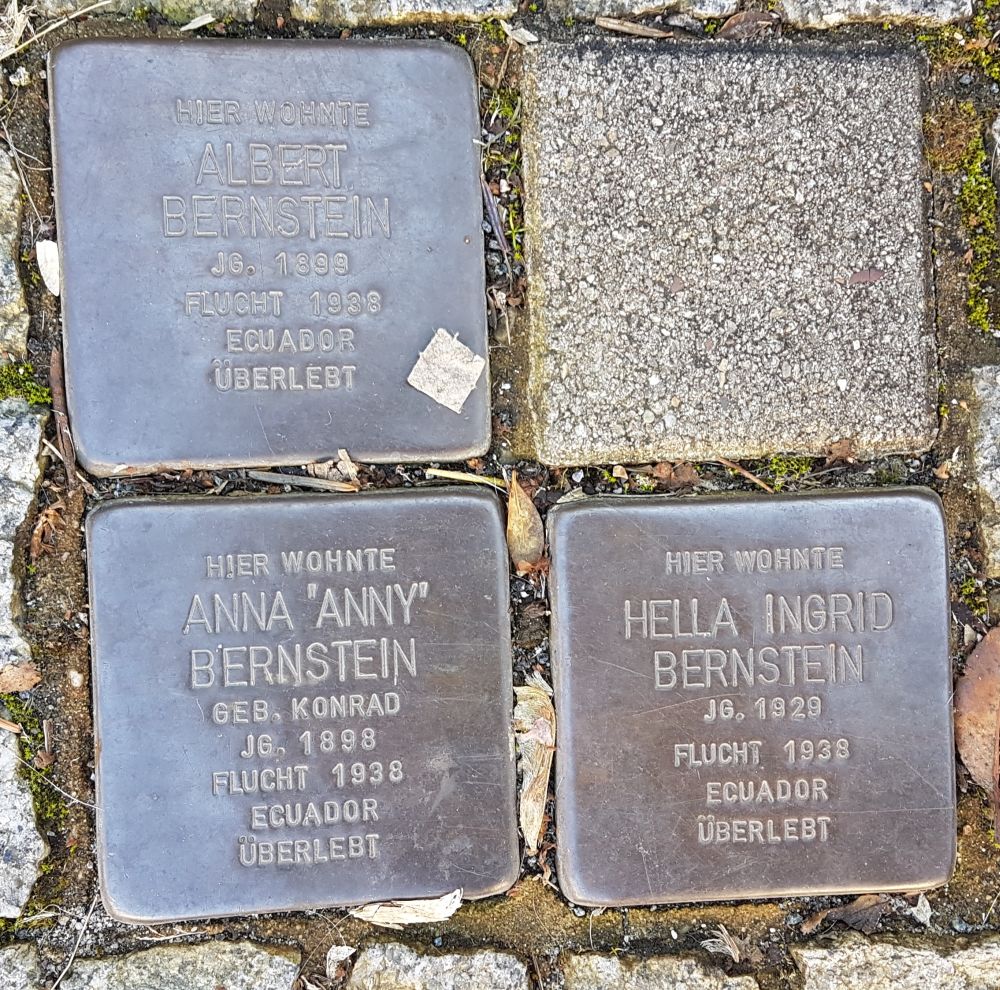 HIER WOHNTE
ALBERT
BERNSTEIN
JG. 1899
FLUCHT 1938
ECUADOR
ÜBERLEBT
HIER WOHNTE
ANNA "ANNY"
BERNSTEIN
GEB. KONRAD
JG. 1898
FLUCHT 1938
ECUADOR
ÜBERLEBT
HIER WOHNTE
HELLA INGRID
BERNSTEIN
JG. 1929
FLUCHT 1938
ECUADOR
ÜBERLEBT